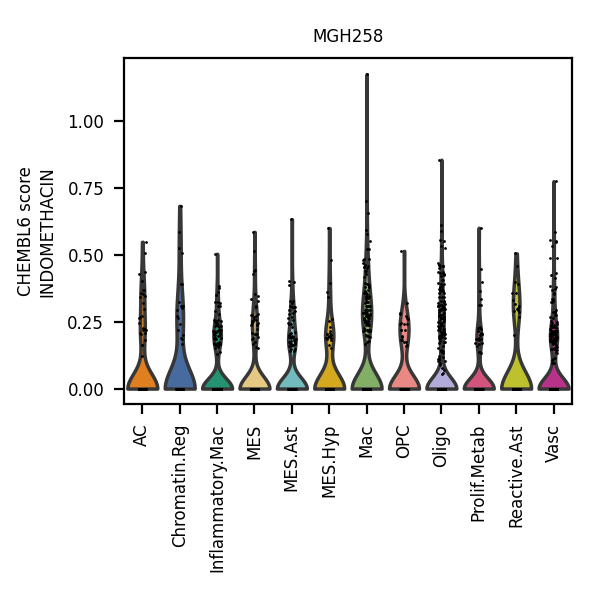 MGH258
CHEMBL6 score
INDOMETHACIN
1.00
0.75
0.50
0.25
0.00
AC
Chromatin.Reg
Inflammatory.Mac
MES
MES.Ast
MES.Hyp
Mac
OPC
Oligo
Prolif.Metab
Reactive.Ast
Vasc